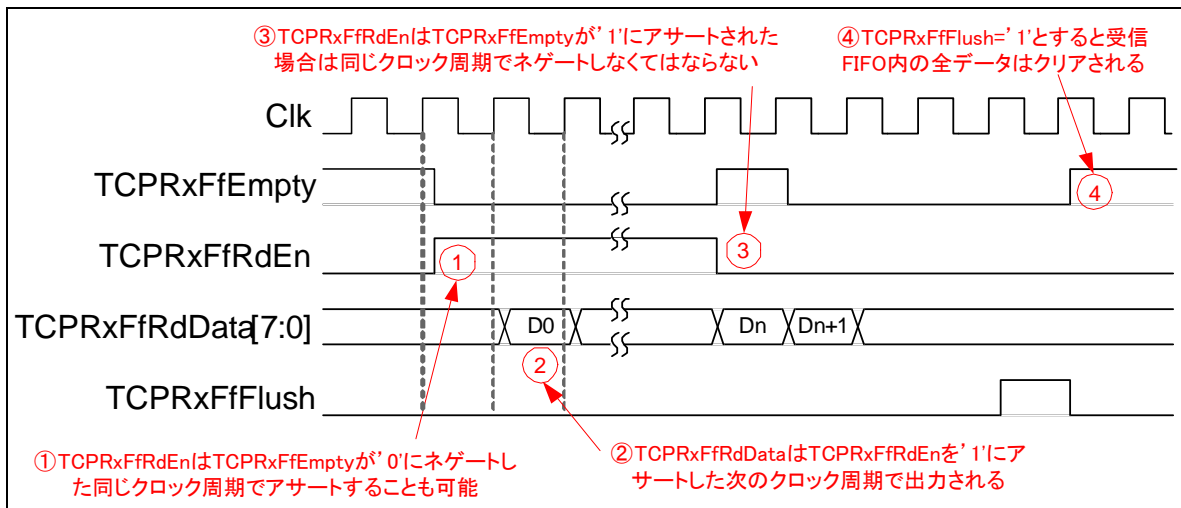 ③TCPRxFfRdEnはTCPRxFfEmptyが'1'にアサートされた
場合は同じクロック周期でネゲートしなくてはならない
④TCPRxFfFlush='1'とすると受信
FIFO内の全データはクリアされる
Clk
TCPRxFfEmpty
4
TCPRxFfRdEn
1
3
TCPRxFfRdData[7:0]
D0
Dn
Dn+1
2
TCPRxFfFlush
①TCPRxFfRdEnはTCPRxFfEmptyが'0'にネゲートし
た同じクロック周期でアサートすることも可能
②TCPRxFfRdDataはTCPRxFfRdEnを'1'にア
サートした次のクロック周期で出力される